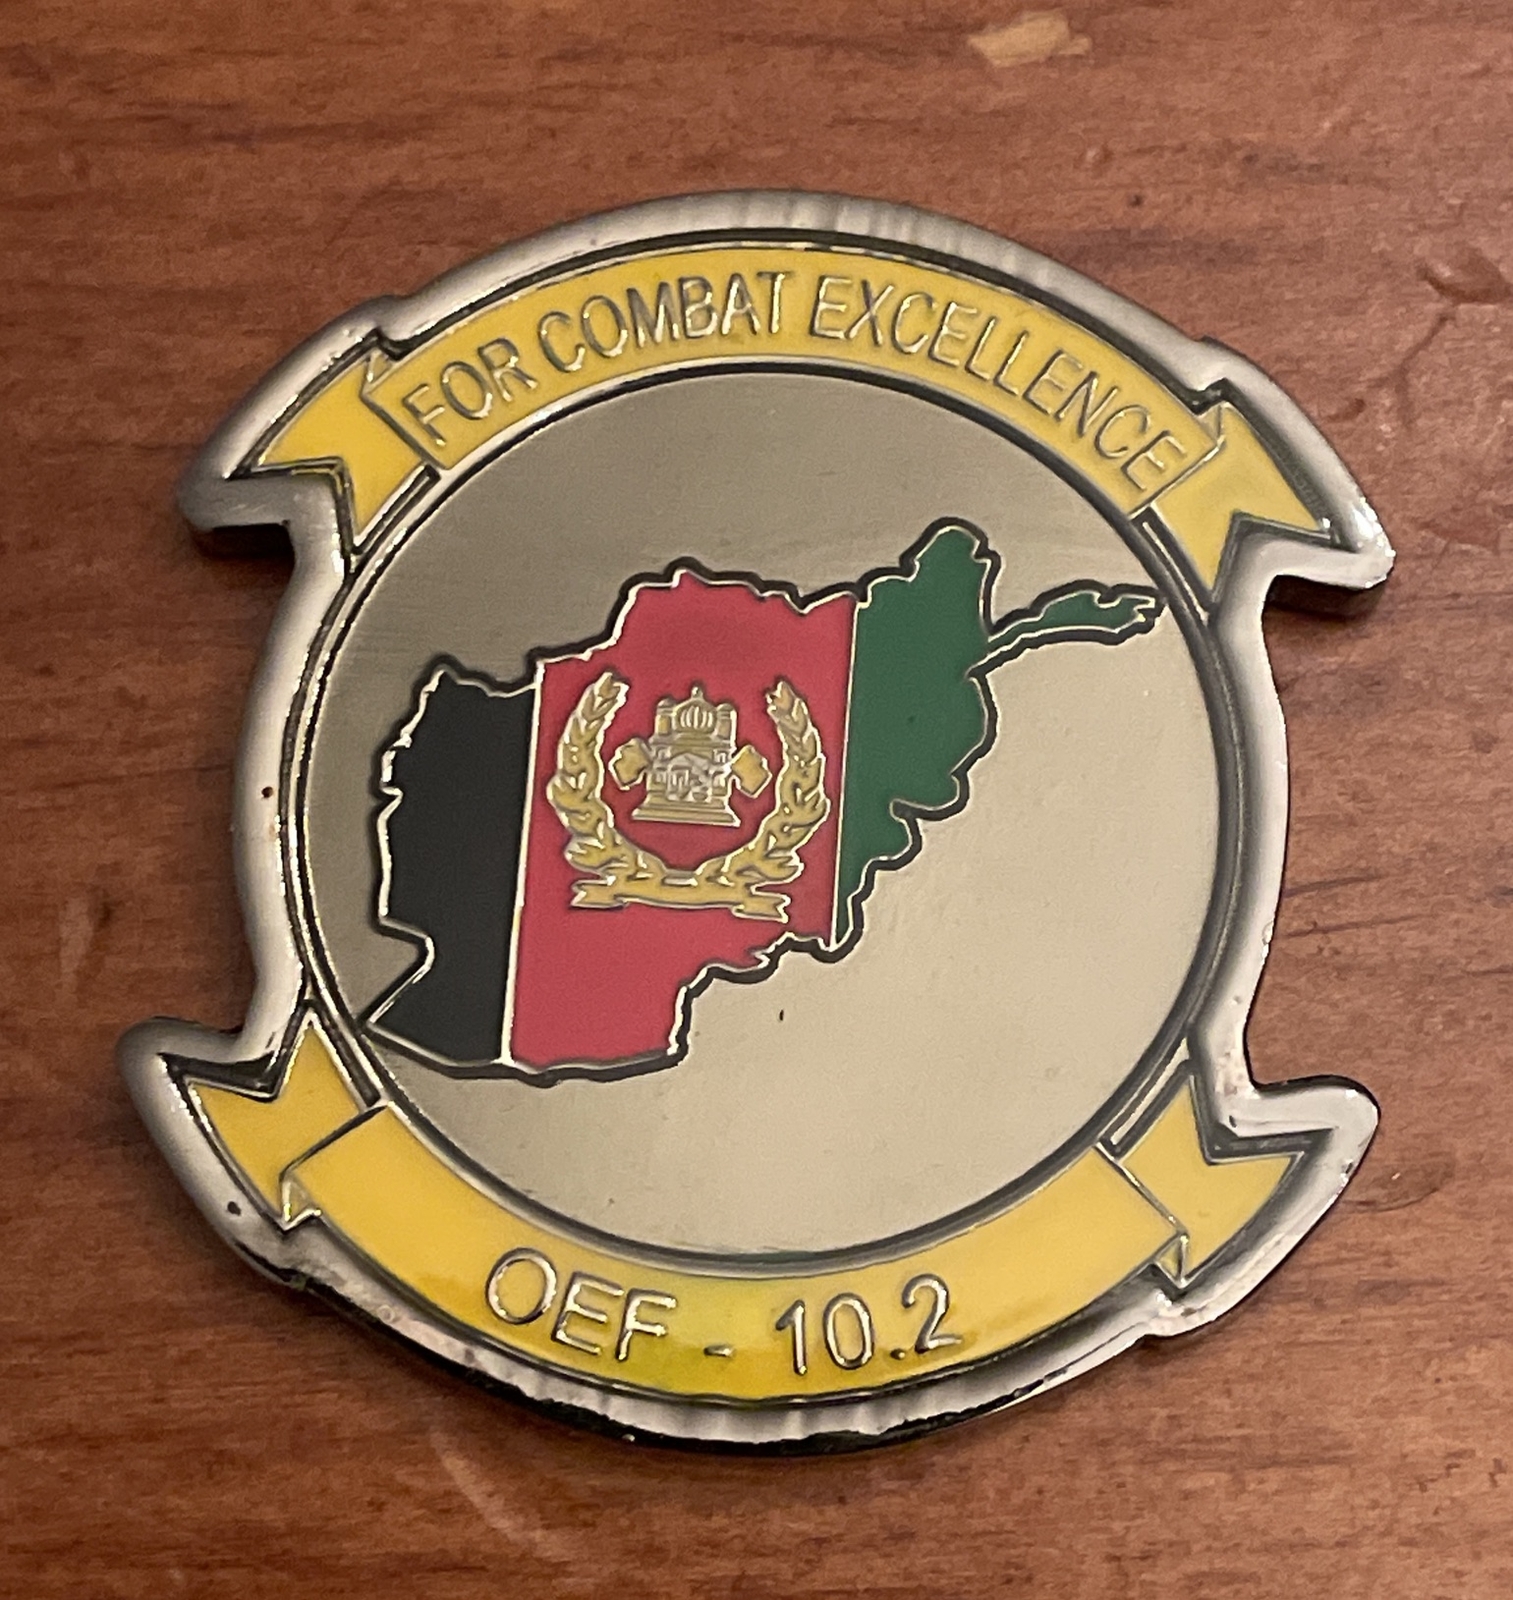 FOR COMBAT EXCELLENCE
OEF - 10.2